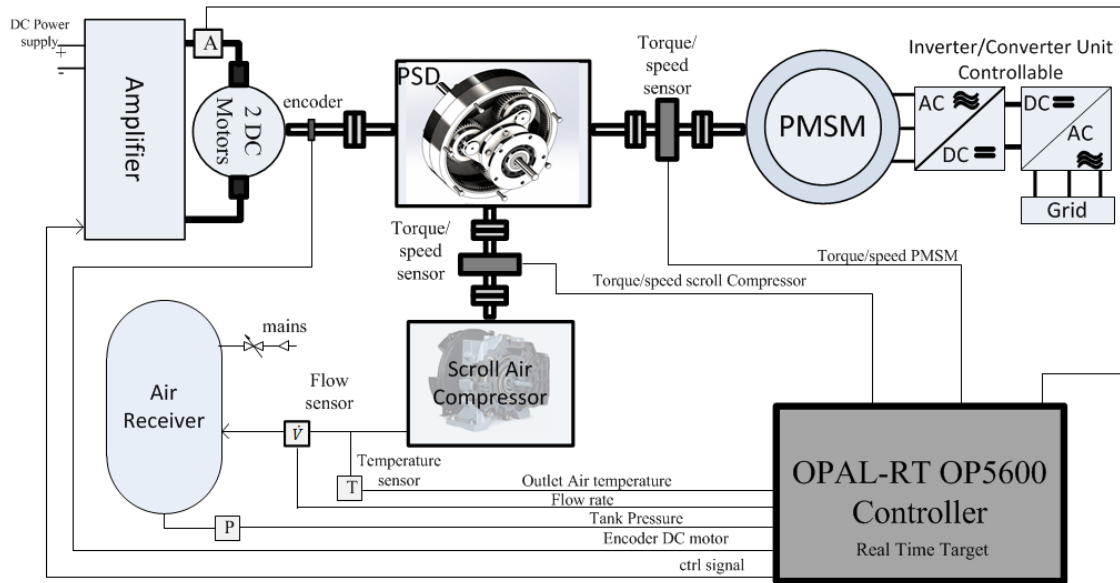 DC Power
supply
+
-
Amplifier
A
2 DC
Motors
encoder
PSD
Torque/
speed
sensor
PMSM
Inverter/Converter Unit
Controllable
AC
DC
DC
AC
Grid
Torque/
speed
sensor
Torque/speed PMSM
Torque/speed scroll Compressor
mains
Air
Receiver
Flow
sensor
V̇
Scroll Air
Compressor
Temperature
sensor
T
P
Outlet Air temperature
Flow rate
Tank Pressure
Encoder DC motor
ctrl signal
OPAL-RT OP5600
Controller
Real Time Target